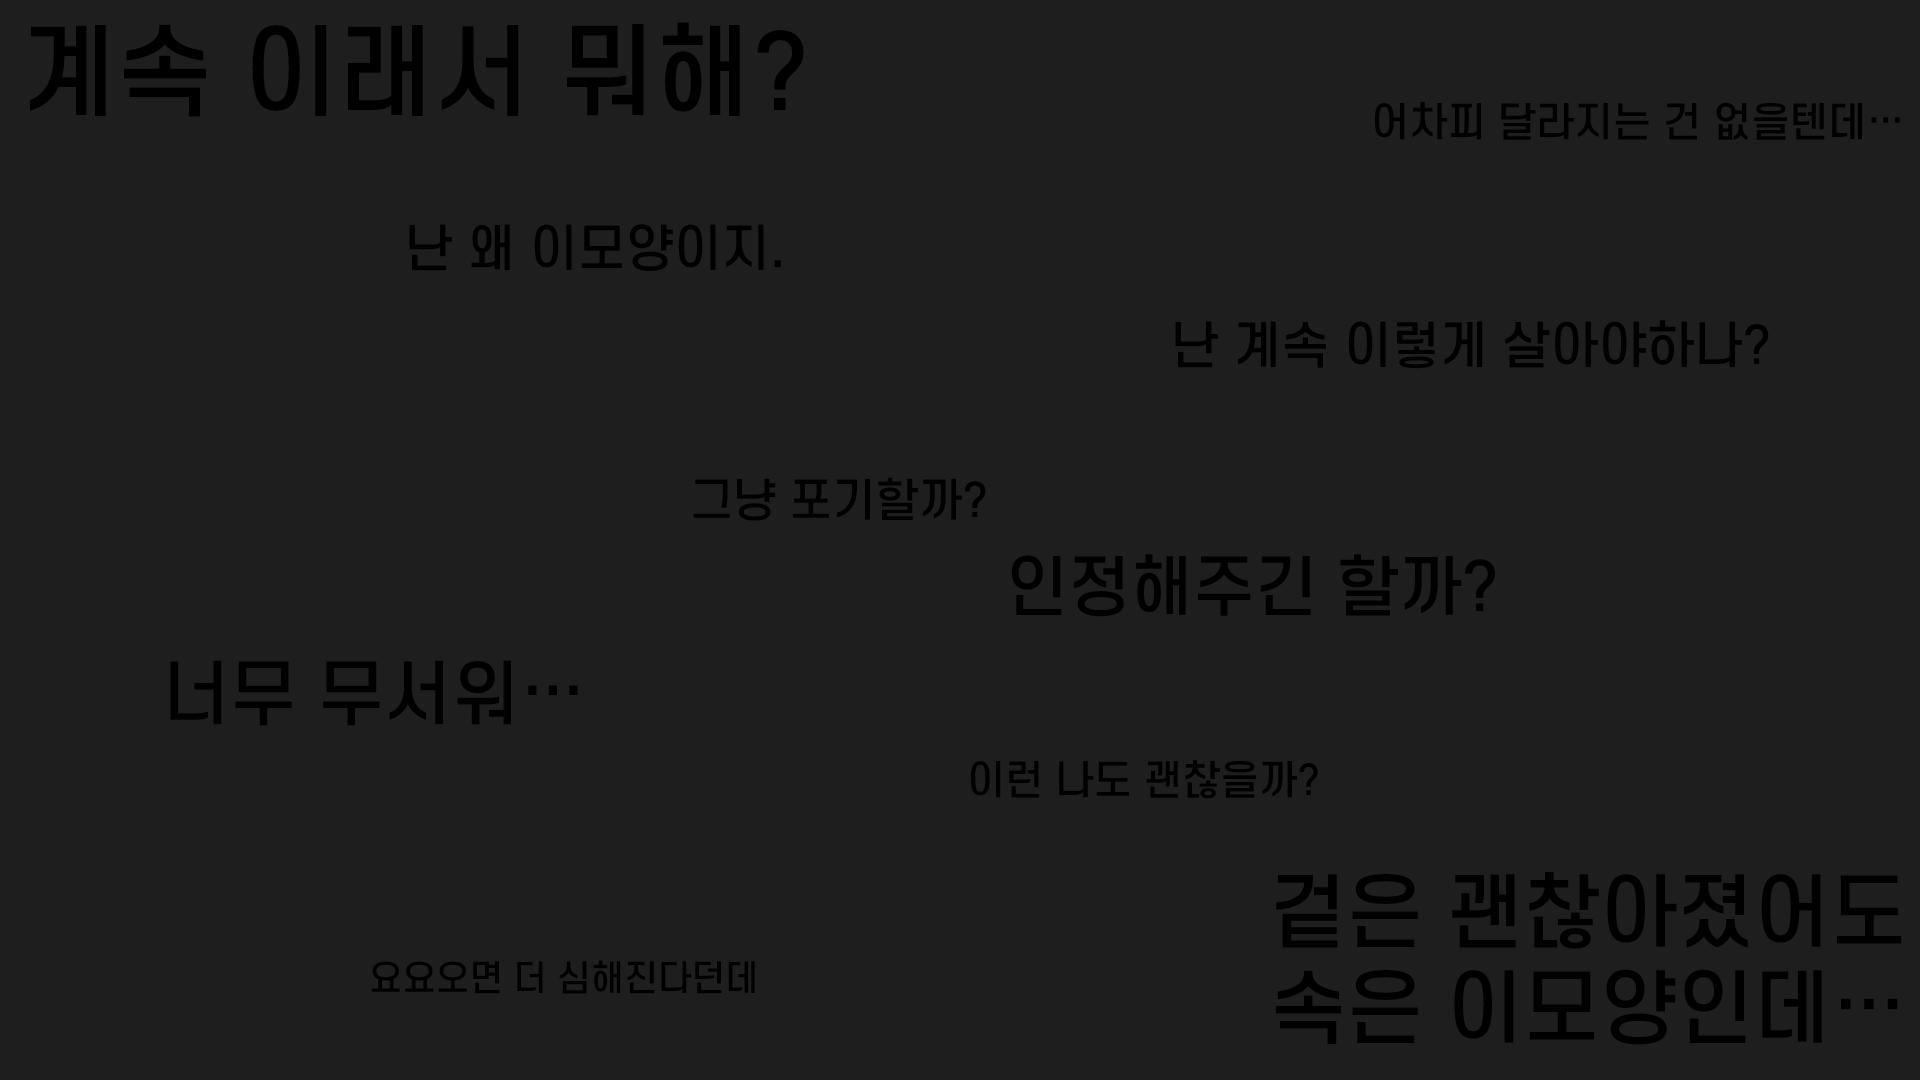 계속 이래서 뭐해?
어차피 달라지는 건 없을텐데…
난 왜 이모양이지.
난 계속 이렇게 살아야하나?
그냥 포기할까?
인정해주긴 할까?
너무 무서워…
이런 나도 괜찮을까?
겉은 괜찮아졌어도
속은 이모양인데…
요요오면 더 심해진다던데